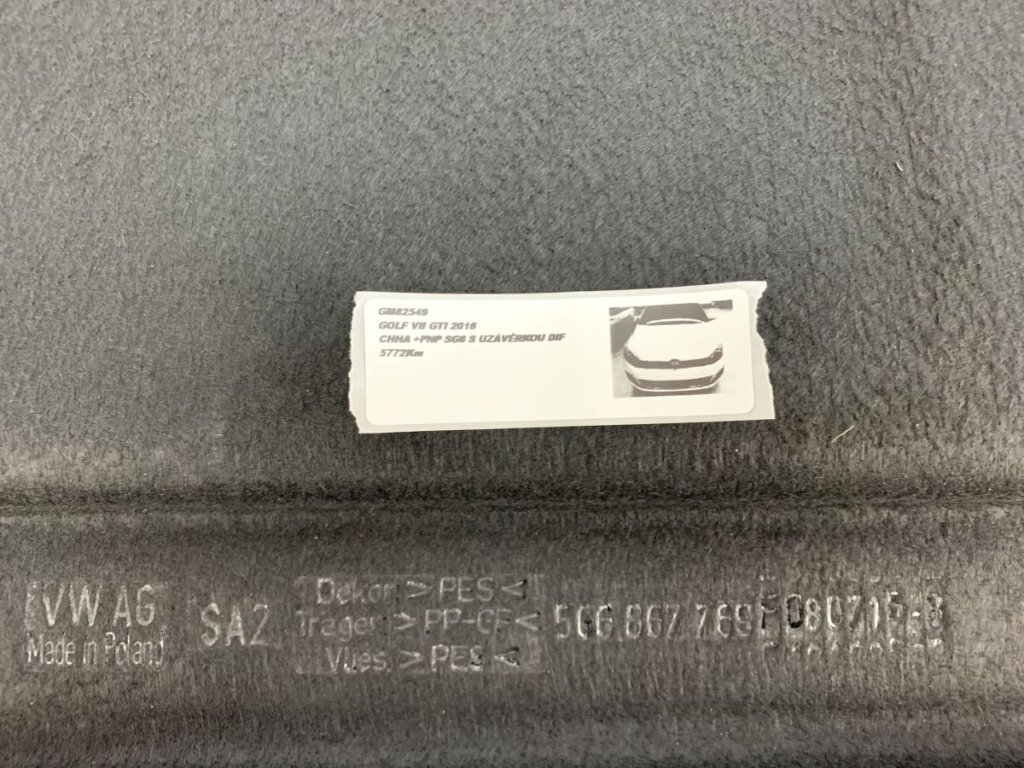 GM82549
GOLF VII GTI 2016
CHHA +PNP SG6 S UZÁVĚRKOU DIF
5772Km
VW AG
Made in Poland
SA2
Dekor >PES<
Träger >PP-GF<
Vlies >PES<
5G6.867.769